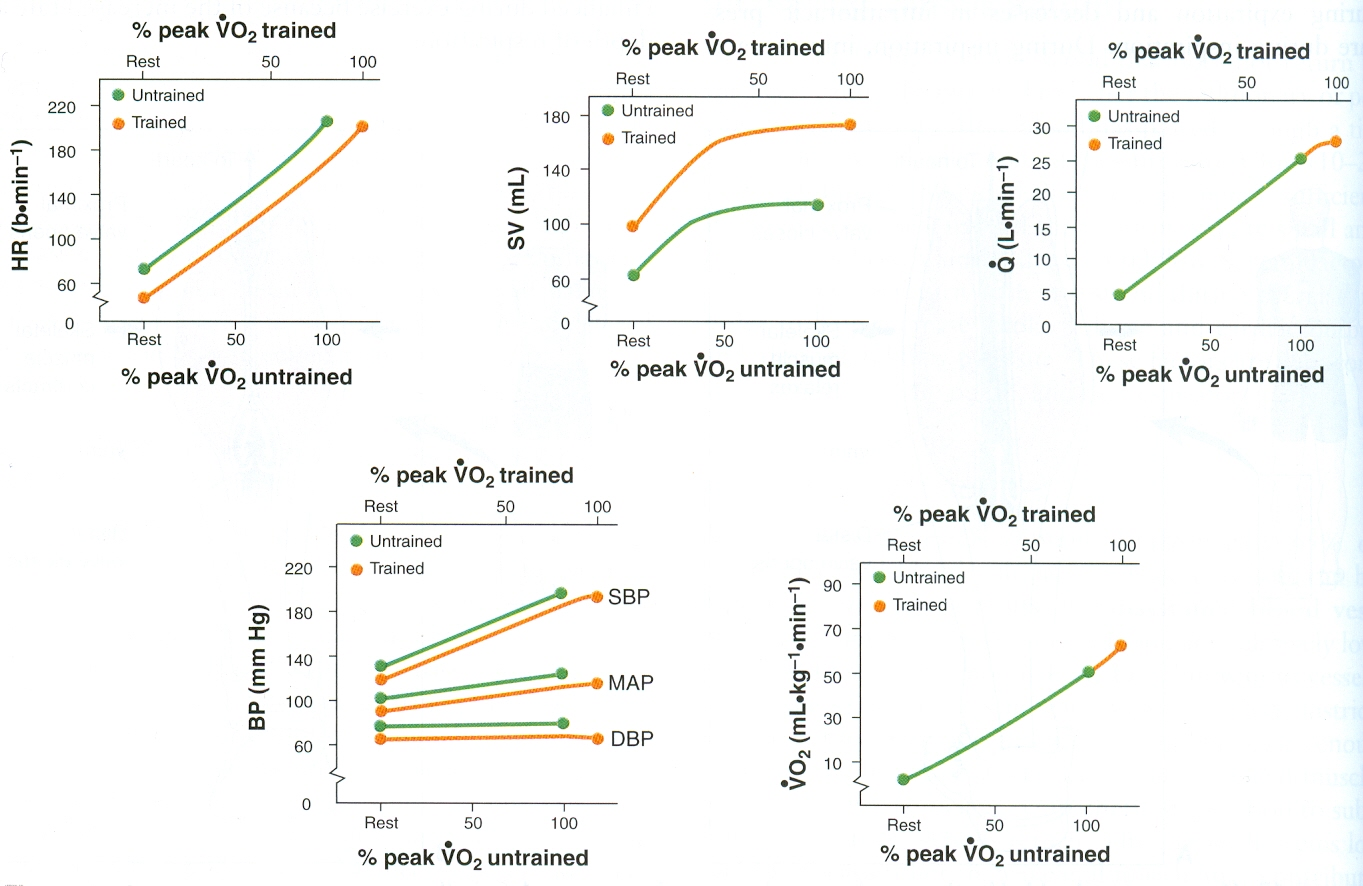 % peak V̇O2 trained
Rest 50 100
Untrained
Trained
HR (b•min–1)
220
180
140
100
60
0
Rest 50 100
% peak V̇O2 untrained
% peak V̇O2 trained
Rest 50 100
Untrained
Trained
SV (mL)
180
140
100
60
0
Rest 50 100
% peak V̇O2 untrained
% peak V̇O2 trained
Rest 50 100
Untrained
Trained
Q̇ (L•min–1)
30
25
20
15
10
5
0
Rest 50 100
% peak V̇O2 untrained
% peak V̇O2 trained
Rest 50 100
Untrained
Trained
BP (mm Hg)
220
180
140
100
60
0
SBP
MAP
DBP
Rest 50 100
% peak V̇O2 untrained
% peak V̇O2 trained
Rest 50 100
Untrained
Trained
V̇O2 (mL•kg–1•min–1)
90
70
50
30
10
Rest 50 100
% peak V̇O2 untrained